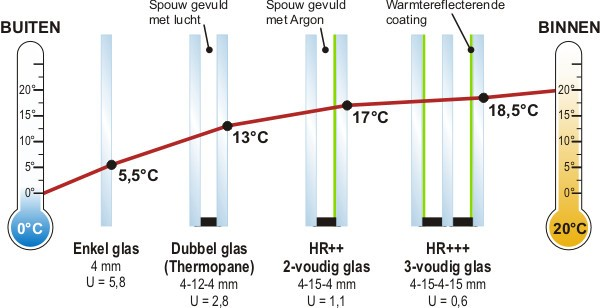 Spouw gevuld
met lucht
Spouw gevuld
met Argon
Warmtereflecterende
coating
BUITEN
BINNEN
20°
15°
10°
5°
0°
20°
15°
10°
5°
0°
5,5°C
13°C
17°C
18,5°C
0°C
20°C
Enkel glas
4 mm
U = 5,8
Dubbel glas
(Thermopane)
4-12-4 mm
U = 2,8
HR++
2-voudig glas
4-15-4 mm
U = 1,1
HR+++
3-voudig glas
4-15-4-15 mm
U = 0,6